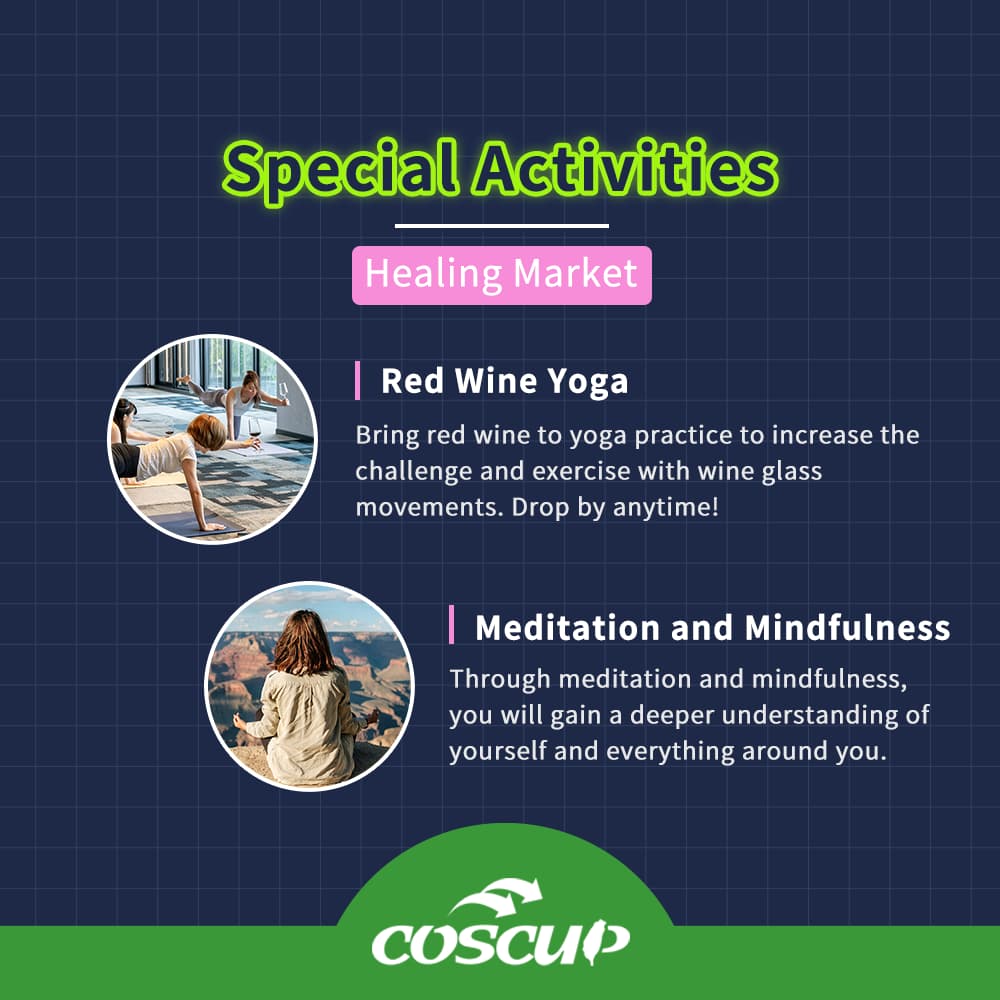 Special Activities
Healing Market
Red Wine Yoga
Bring red wine to yoga practice to increase the
challenge and exercise with wine glass
movements. Drop by anytime!
Meditation and Mindfulness
Through meditation and mindfulness,
you will gain a deeper understanding of
yourself and everything around you.
COSCUP